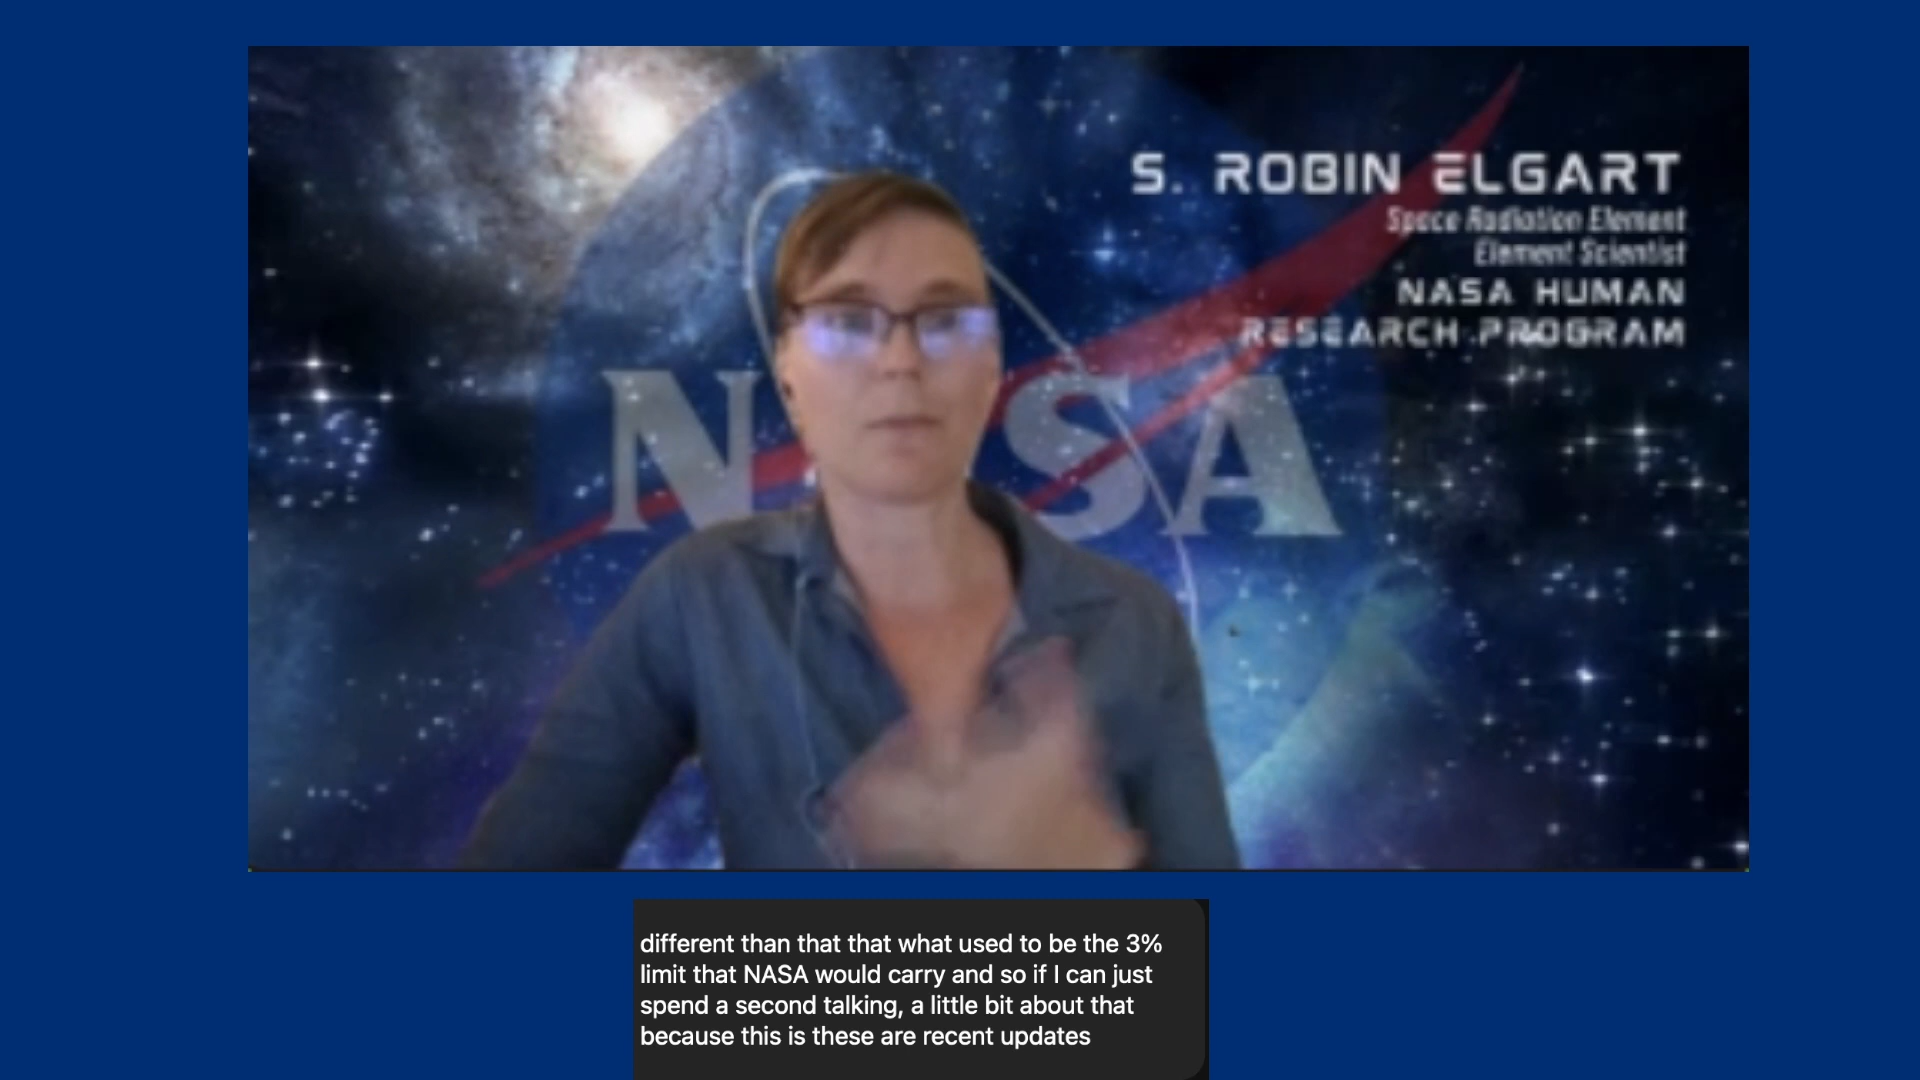 S. ROBIN ELGART
Space Radiation Element
Element Scientist
NASA HUMAN
RESEARCH PROGRAM
NASA
different than that that what used to be the 3%
limit that NASA would carry and so if I can just
spend a second talking, a little bit about that
because this is these are recent updates